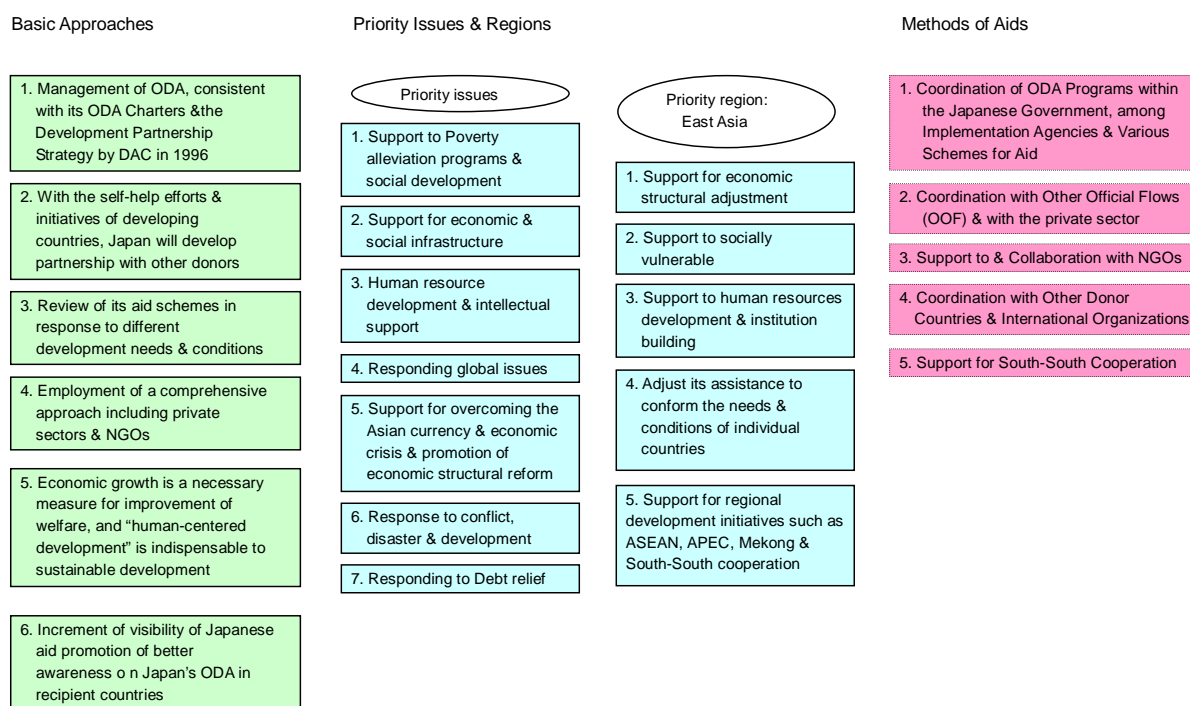 Basic Approaches
Priority Issues & Regions
Methods of Aids
1. Management of ODA, consistent
with its ODA Charters &the
Development Partnership
Strategy by DAC in 1996
2. With the self-help efforts &
initiatives of developing
countries, Japan will develop
partnership with other donors
3. Review of its aid schemes in
response to different
development needs & conditions
4. Employment of a comprehensive
approach including private
sectors & NGOs
5. Economic growth is a necessary
measure for improvement of
welfare, and “human-centered
development” is indispensable to
sustainable development
6. Increment of visibility of Japanese
aid promotion of better
awareness o n Japan’s ODA in
recipient countries
Priority issues
1. Support to Poverty
alleviation programs &
social development
2. Support for economic &
social infrastructure
3. Human resource
development & intellectual
support
4. Responding global issues
5. Support for overcoming the
Asian currency & economic
crisis & promotion of
economic structural reform
6. Response to conflict,
disaster & development
7. Responding to Debt relief
Priority region:
East Asia
1. Support for economic
structural adjustment
2. Support to socially
vulnerable
3. Support to human resources
development & institution
building
4. Adjust its assistance to
conform the needs &
conditions of individual
countries
5. Support for regional
development initiatives such as
ASEAN, APEC, Mekong &
South-South cooperation
1. Coordination of ODA Programs within
the Japanese Government, among
Implementation Agencies & Various
Schemes for Aid
2. Coordination with Other Official Flows
(OOF) & with the private sector
3. Support to & Collaboration with NGOs
4. Coordination with Other Donor
Countries & International Organizations
5. Support for South-South Cooperation